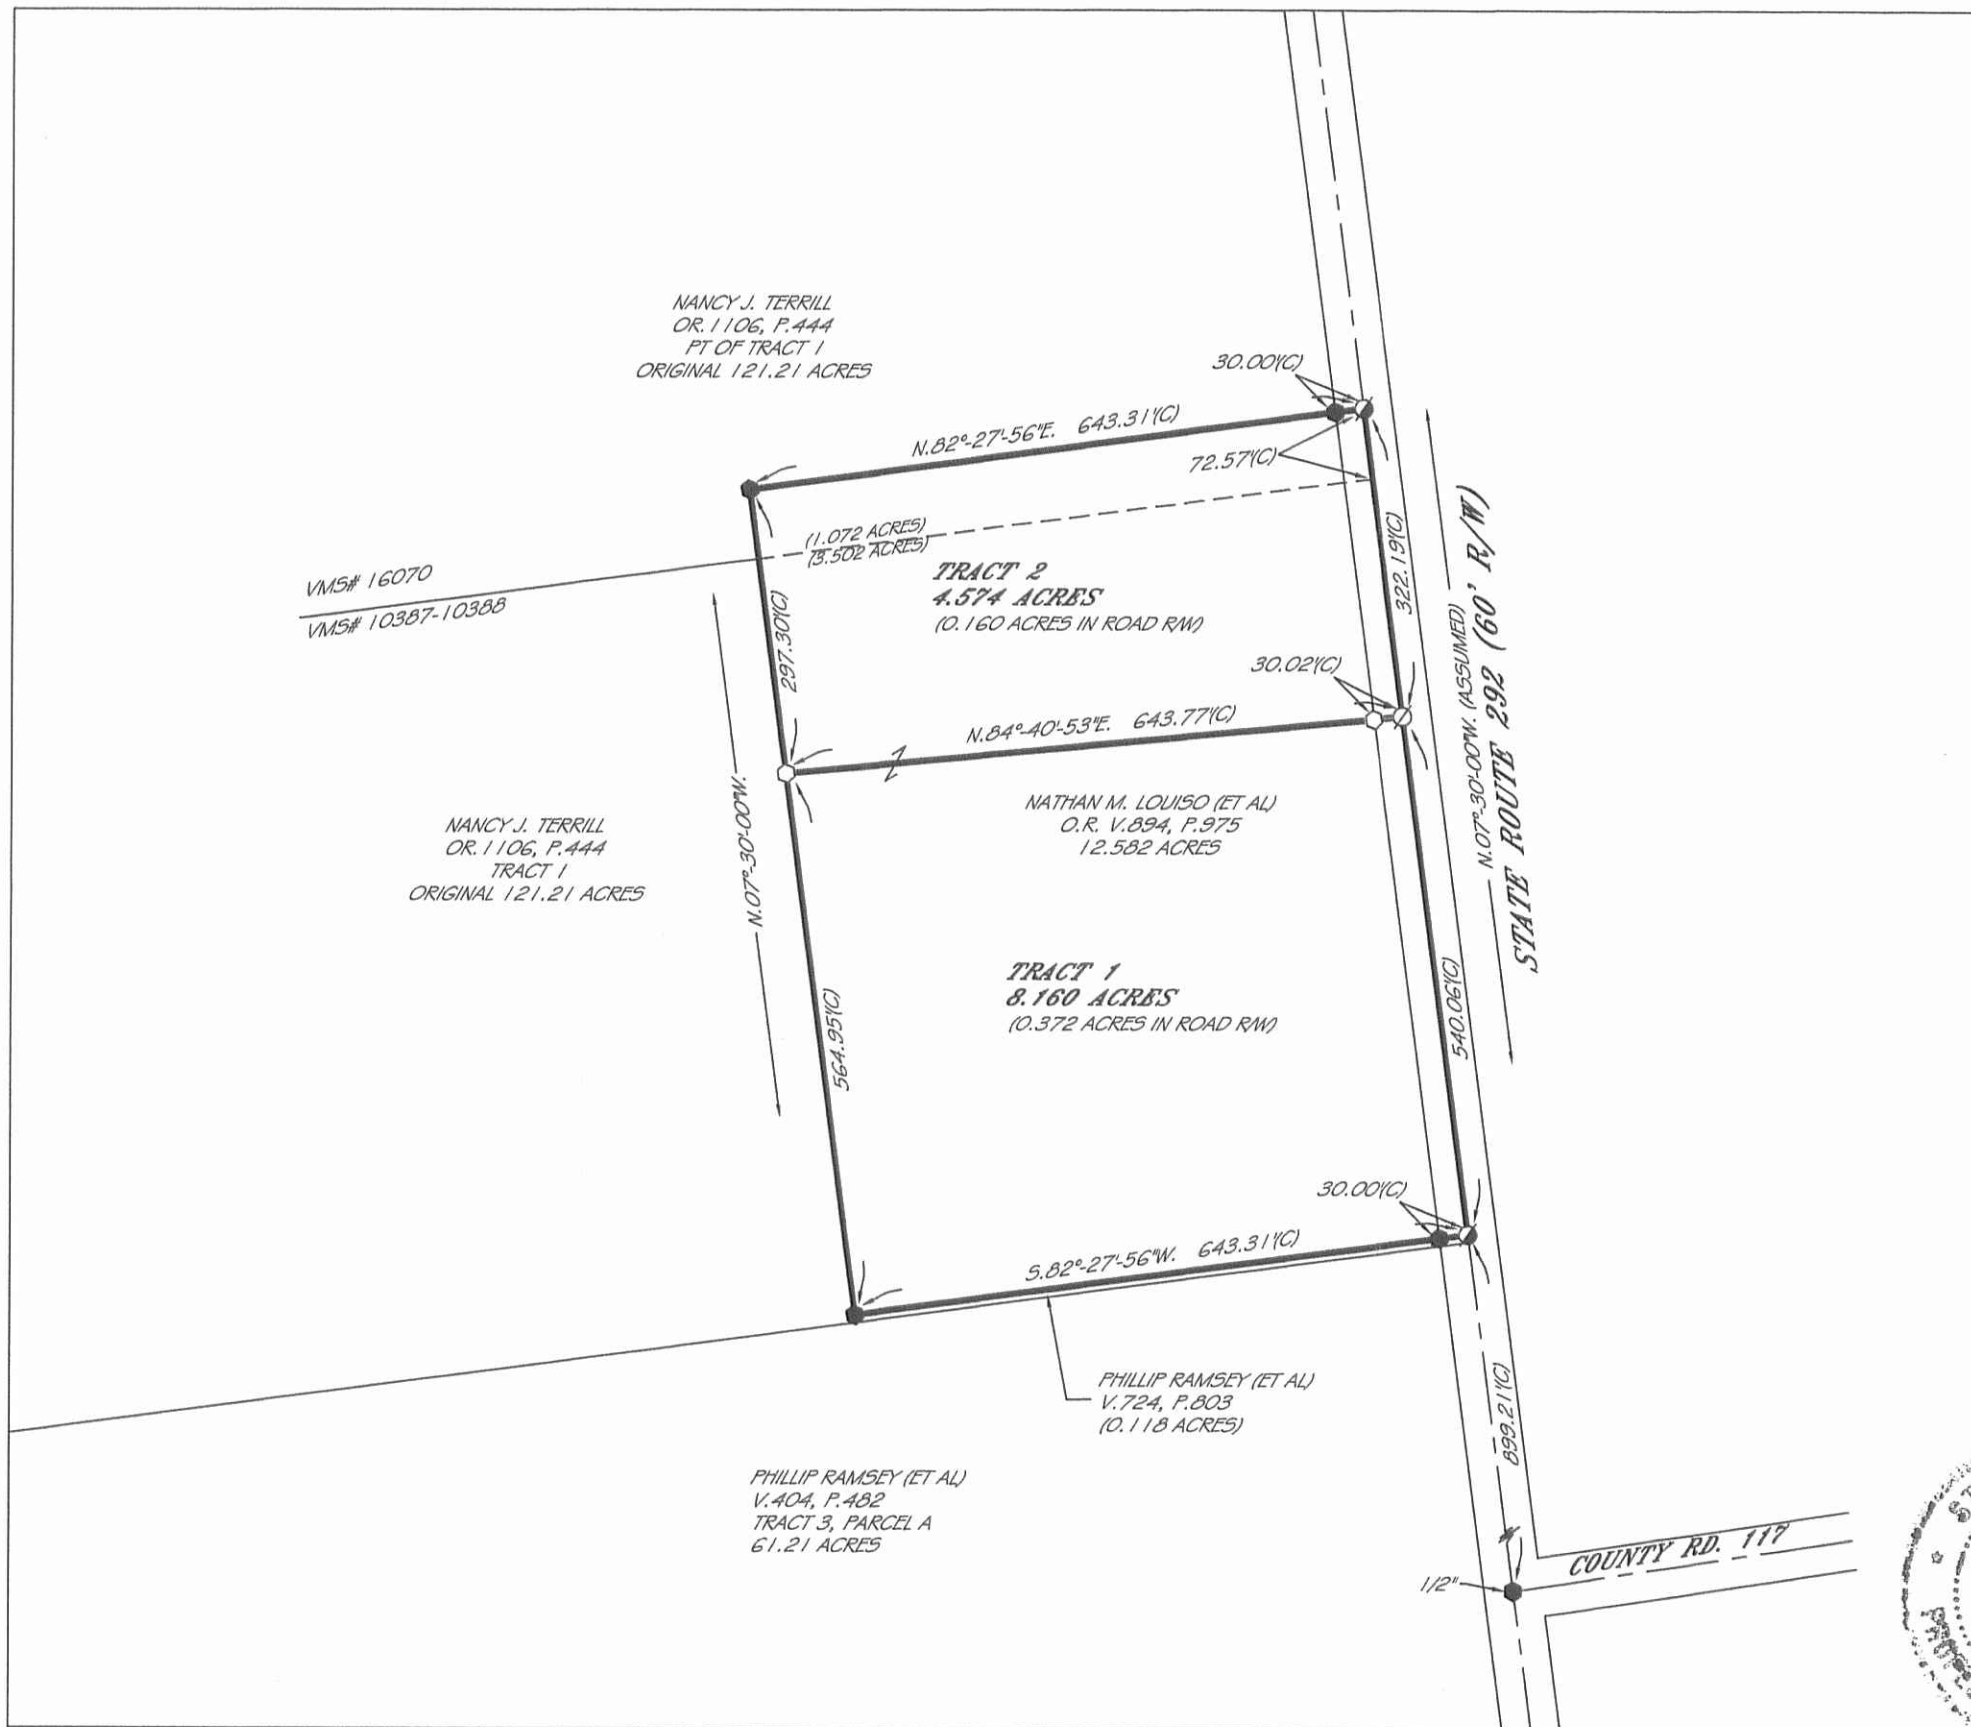 NANCY J. TERRILL
OR. 1106, P.444
PT OF TRACT 1
ORIGINAL 121.21 ACRES
30.00'(C)
N.82°-27'-56"E. 643.31'(C)
72.57'(C)
(1.072 ACRES)
(3.502 ACRES)
VMS# 16070
VMS# 10387-10388
TRACT 2
4.574 ACRES
(0.160 ACRES IN ROAD R/W)
297.30'(C)
322.19'(C)
30.02'(C)
N.84°-40'-53"E. 643.77'(C)
Z
N.07°-30'-00"W. (ASSUMED)
STATE ROUTE 292 (60' R/W)
NANCY J. TERRILL
OR. 1106, P.444
TRACT 1
ORIGINAL 121.21 ACRES
N.07°-30'-00"W.
NATHAN M. LOUISO (ET AL)
O.R. V.894, P.975
12.582 ACRES
TRACT 1
8.160 ACRES
(0.372 ACRES IN ROAD R/W)
564.95'(C)
540.06'(C)
30.00'(C)
S.82°-27'-56"W. 643.31'(C)
PHILLIP RAMSEY (ET AL)
V.724, P.803
(0.118 ACRES)
899.21'(C)
PHILLIP RAMSEY (ET AL)
V.404, P.482
TRACT 3, PARCEL A
61.21 ACRES
COUNTY RD. 117
1/2"